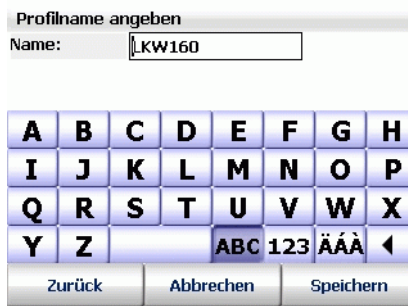 Profilname angeben
Name: LKW160
A B C D E F G H
I J K L M N O P
Q R S T U V W X
Y Z ABC 123 ÄÁÀ
Zurück Abbrechen Speichern